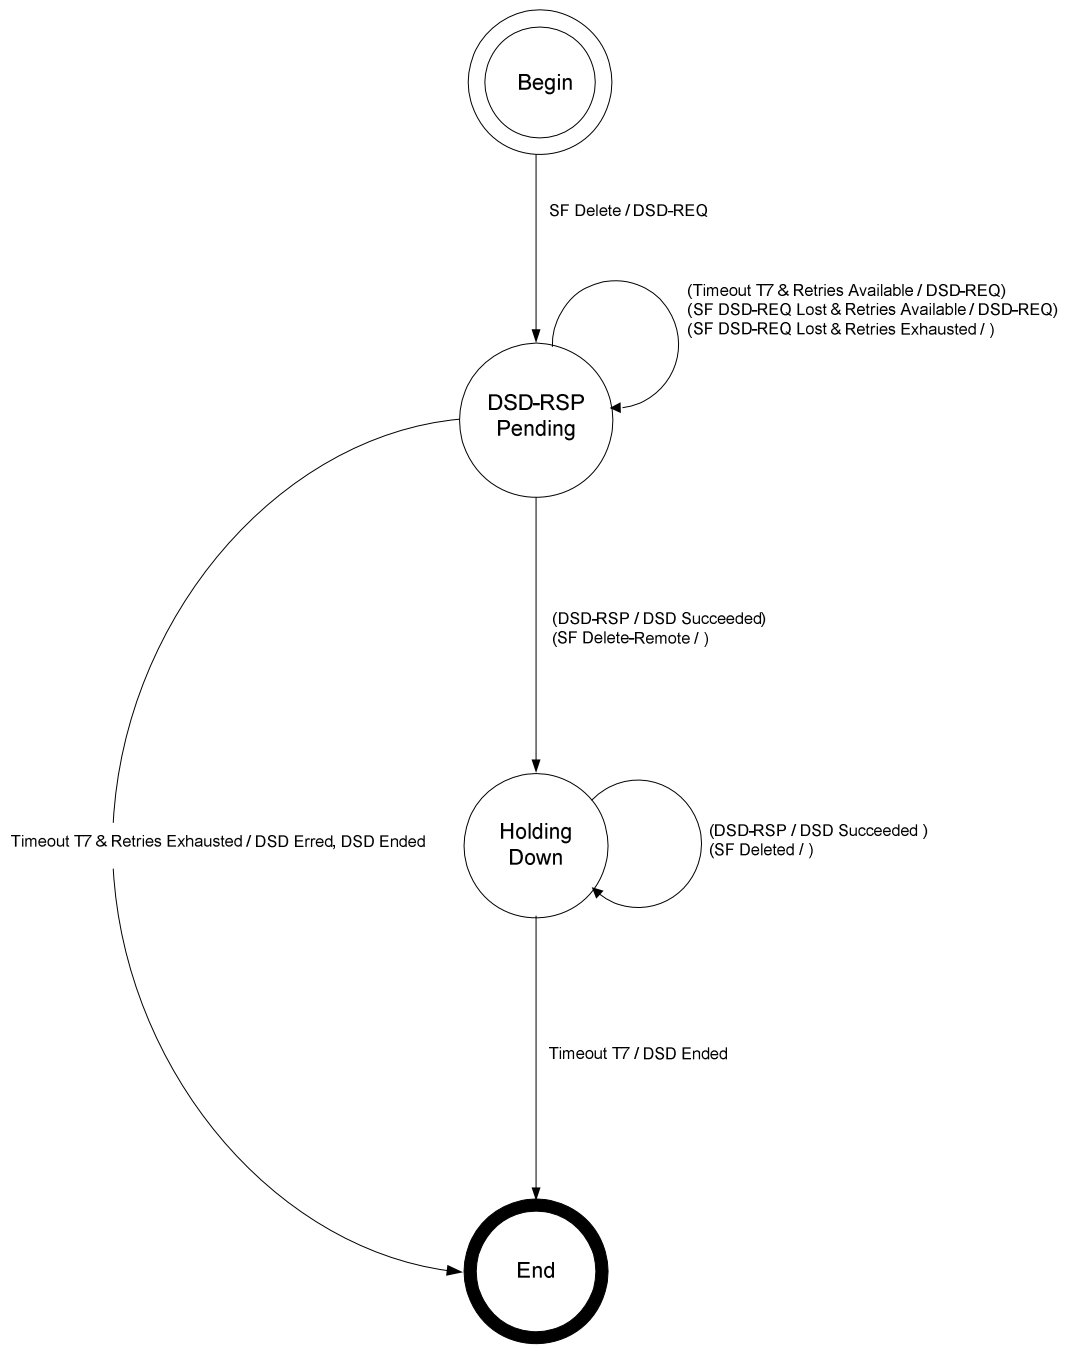 Begin
SF Delete / DSD-REQ
(Timeout T7 & Retries Available / DSD-REQ)
(SF DSD-REQ Lost & Retries Available / DSD-REQ)
(SF DSD-REQ Lost & Retries Exhausted / )
DSD-RSP
Pending
(DSD-RSP / DSD Succeeded)
(SF Delete-Remote / )
Holding
Down
(DSD-RSP / DSD Succeeded )
(SF Deleted / )
Timeout T7 & Retries Exhausted / DSD Erred, DSD Ended
Timeout T7 / DSD Ended
End